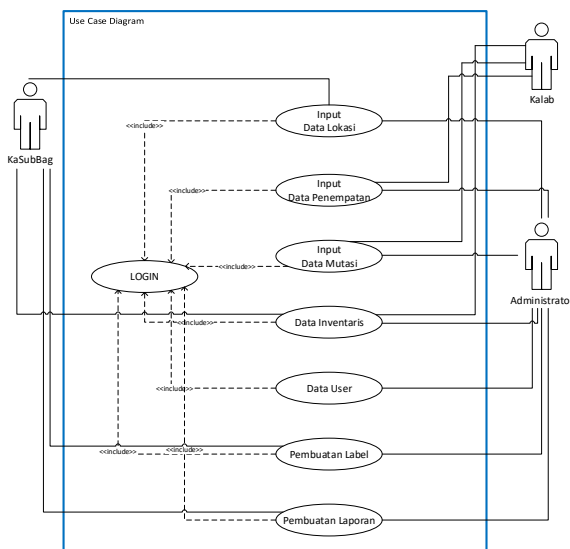 Use Case Diagram
Kalab
Input
Data Lokasi
<<include>>
KaSubBag
Input
Data Penempatan
<<include>>
Input
Data Mutasi
<<include>>
LOGIN
Administrato
Data Inventaris
<<include>>
Data User
<<include>>
Pembuatan Label
<<include>>
<<include>>
Pembuatan Laporan